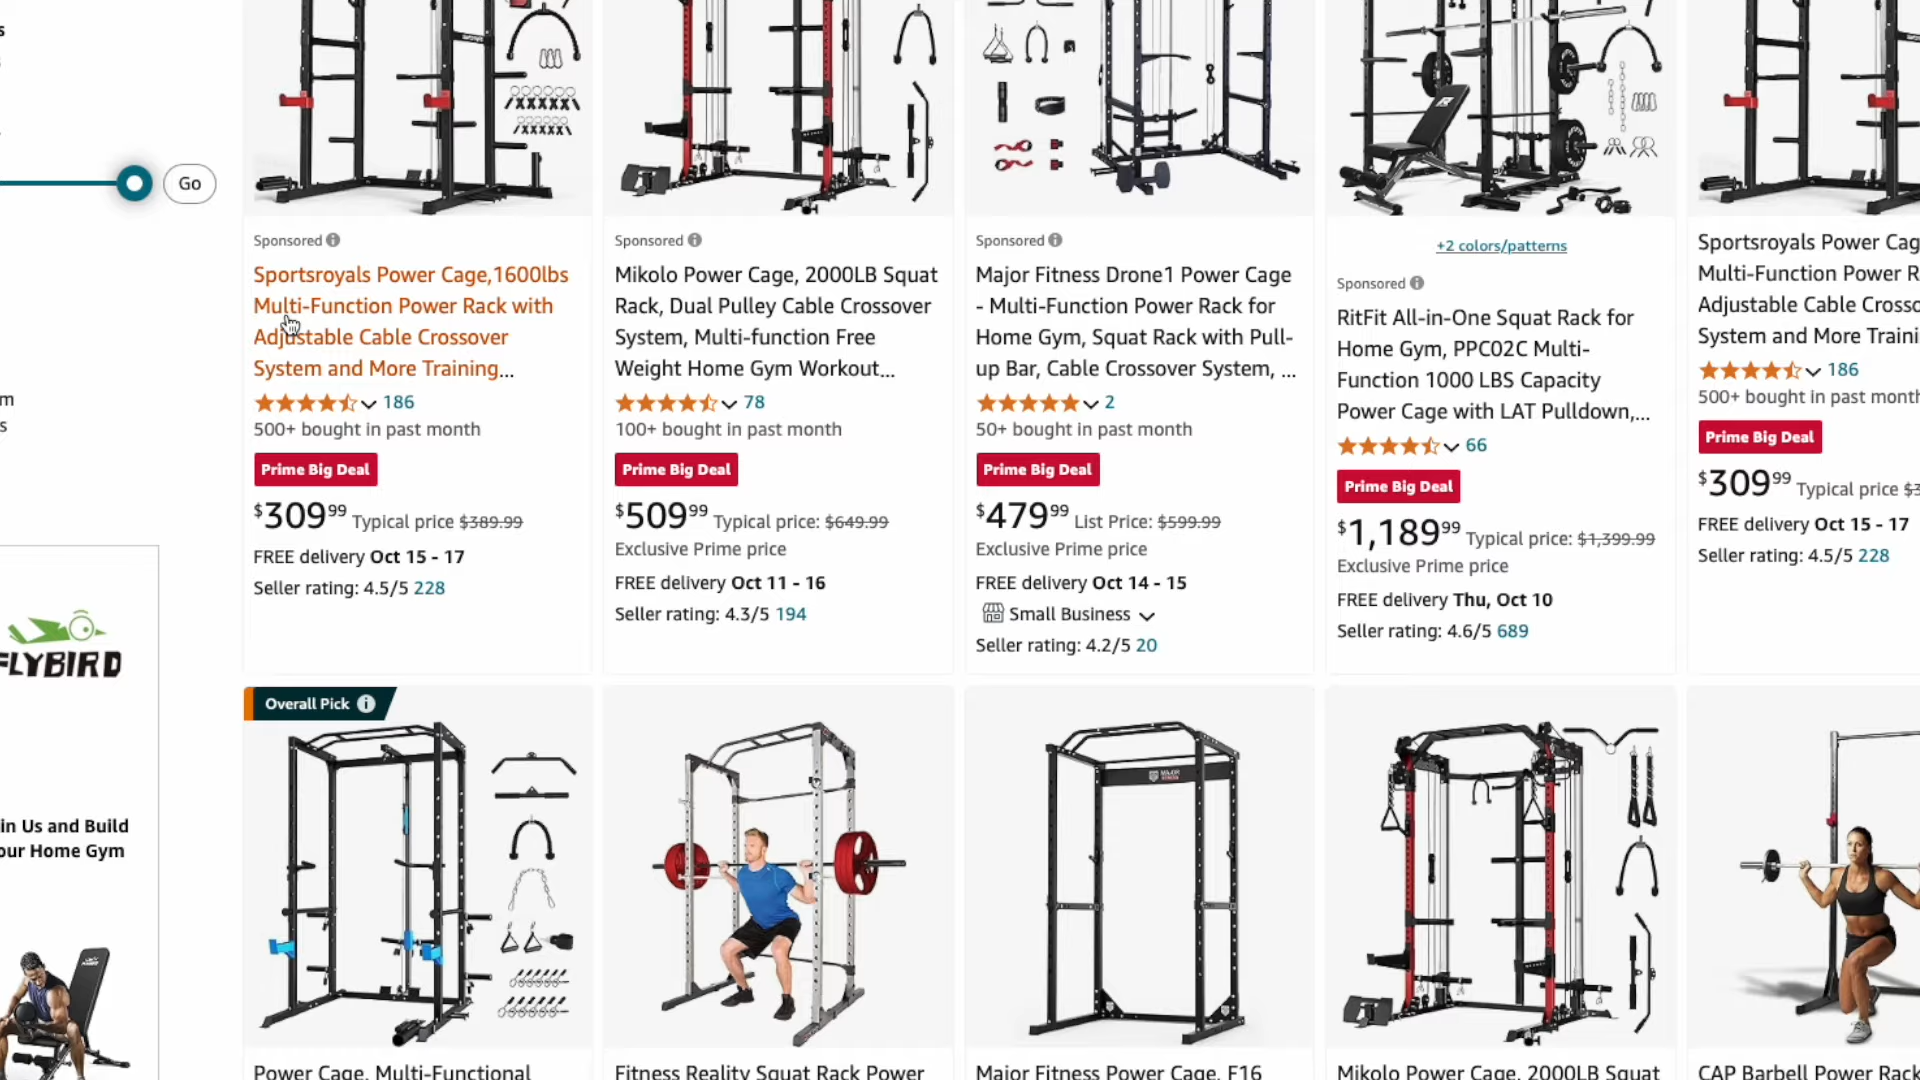 Go
Sponsored
Sportsroyals Power Cage,1600lbs
Multi-Function Power Rack with
Adjustable Cable Crossover
System and More Training...
186
500+ bought in past month
Prime Big Deal
$309.99 Typical price $389.99
FREE delivery Oct 15 - 17
Seller rating: 4.5/5 228
Sponsored
Mikolo Power Cage, 2000LB Squat
Rack, Dual Pulley Cable Crossover
System, Multi-function Free
Weight Home Gym Workout...
78
100+ bought in past month
Prime Big Deal
$509.99 Typical price: $649.99
Exclusive Prime price
FREE delivery Oct 11 - 16
Seller rating: 4.3/5 194
Sponsored
Major Fitness Drone1 Power Cage
- Multi-Function Power Rack for
Home Gym, Squat Rack with Pull-
up Bar, Cable Crossover System, ...
2
50+ bought in past month
Prime Big Deal
$479.99 List Price: $599.99
Exclusive Prime price
FREE delivery Oct 14 - 15
Small Business
Seller rating: 4.2/5 20
+2 colors/patterns
Sponsored
RitFit All-in-One Squat Rack for
Home Gym, PPC02C Multi-
Function 1000 LBS Capacity
Power Cage with LAT Pulldown,...
66
Prime Big Deal
$1,189.99 Typical price: $1,399.99
Exclusive Prime price
FREE delivery Thu, Oct 10
Seller rating: 4.6/5 689
Sportsroyals Power Cag
Multi-Function Power R
Adjustable Cable Crosso
System and More Traini
186
500+ bought in past month
Prime Big Deal
$309.99 Typical price $3
FREE delivery Oct 15 - 17
Seller rating: 4.5/5 228
FLYBIRD
in Us and Build
our Home Gym
Overall Pick
MAJOR
FITNESS
Power Cage, Multi-Functional
Fitness Reality Squat Rack Power
Major Fitness Power Cage, F16
Mikolo Power Cage, 2000LB Squat
CAP Barbell Power Rack